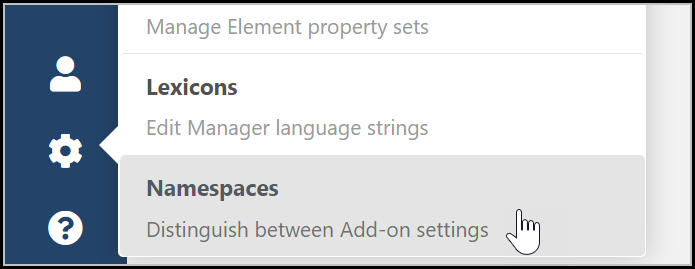 Manage Element property sets
Lexicons
Edit Manager language strings
Namespaces
Distinguish between Add-on settings